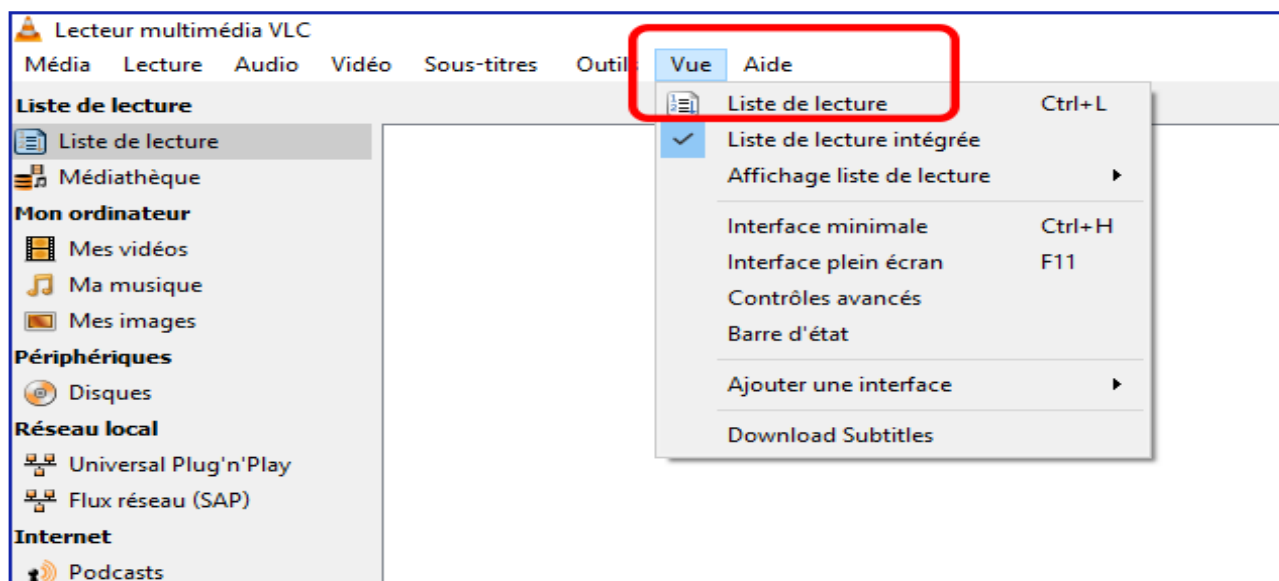 Lecteur multimédia VLC
Média Lecture Audio Vidéo Sous-titres Outils Vue Aide
Liste de lecture
Liste de lecture
Médiathèque
Mon ordinateur
Mes vidéos
Ma musique
Mes images
Périphériques
Disques
Réseau local
Universal Plug'n'Play
Flux réseau (SAP)
Internet
Podcasts
Liste de lecture Ctrl+L
Liste de lecture intégrée
Affichage liste de lecture
Interface minimale Ctrl+H
Interface plein écran F11
Contrôles avancés
Barre d'état
Ajouter une interface
Download Subtitles